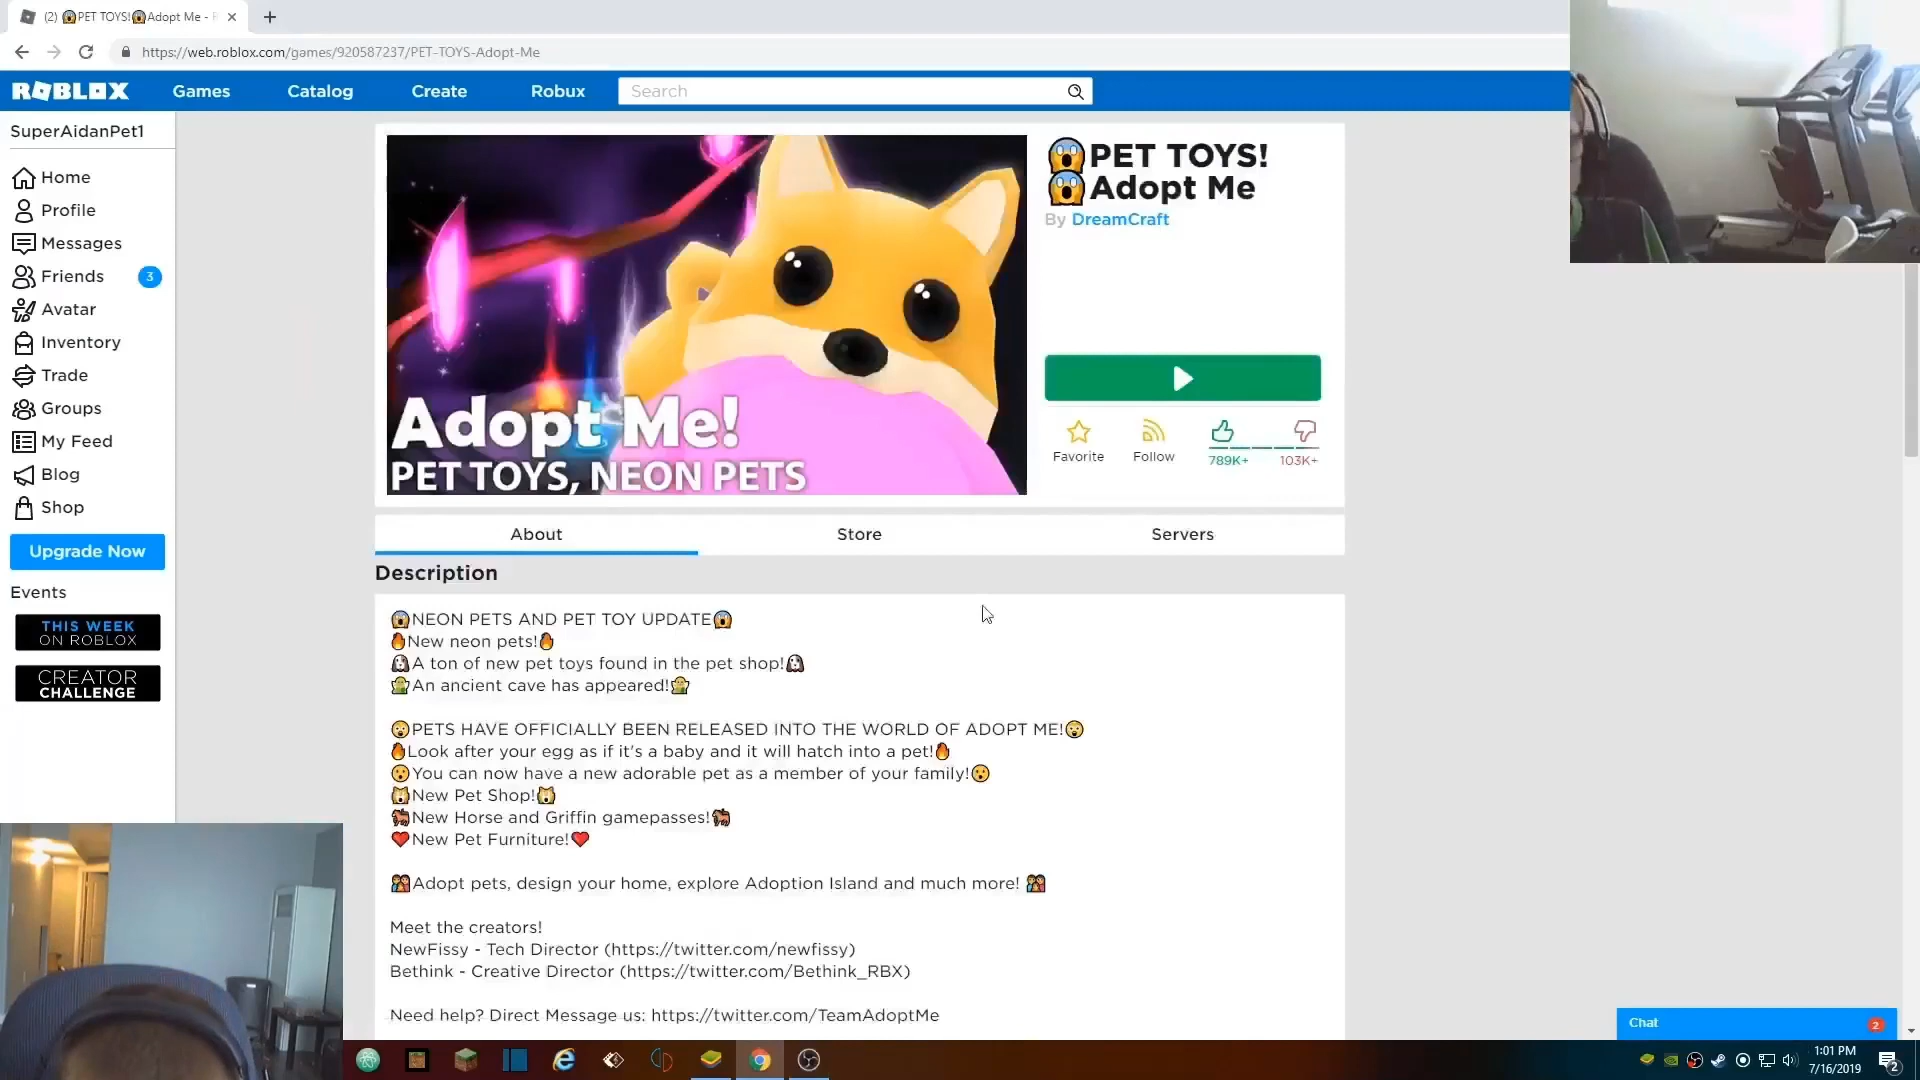 (2) 😱PET TOYS!😱Adopt Me -
https://web.roblox.com/games/920587237/PET-TOYS-Adopt-Me
ROBLOX Games Catalog Create Robux Search
SuperAidanPet1
Home
Profile
Messages
Friends 3
Avatar
Inventory
Trade
Groups
My Feed
Blog
Shop
Upgrade Now
Events
THIS WEEK
ON ROBLOX
CREATOR
CHALLENGE
Adopt Me!
PET TOYS, NEON PETS
😱PET TOYS!
😱Adopt Me
By DreamCraft
Favorite Follow 789K+ 103K+
About Store Servers
Description
😱NEON PETS AND PET TOY UPDATE😱
🔥New neon pets!🔥
🐶A ton of new pet toys found in the pet shop!🐶
An ancient cave has appeared!
😮PETS HAVE OFFICIALLY BEEN RELEASED INTO THE WORLD OF ADOPT ME!😮
🔥Look after your egg as if it's a baby and it will hatch into a pet!🔥
😮You can now have a new adorable pet as a member of your family!😮
🙀New Pet Shop!🙀
🐎New Horse and Griffin gamepasses!🐎
❤️New Pet Furniture!❤️
👪Adopt pets, design your home, explore Adoption Island and much more! 👪
Meet the creators!
NewFissy - Tech Director (https://twitter.com/newfissy)
Bethink - Creative Director (https://twitter.com/Bethink_RBX)
Need help? Direct Message us: https://twitter.com/TeamAdoptMe
Chat 2
1:01 PM
7/16/2019
2